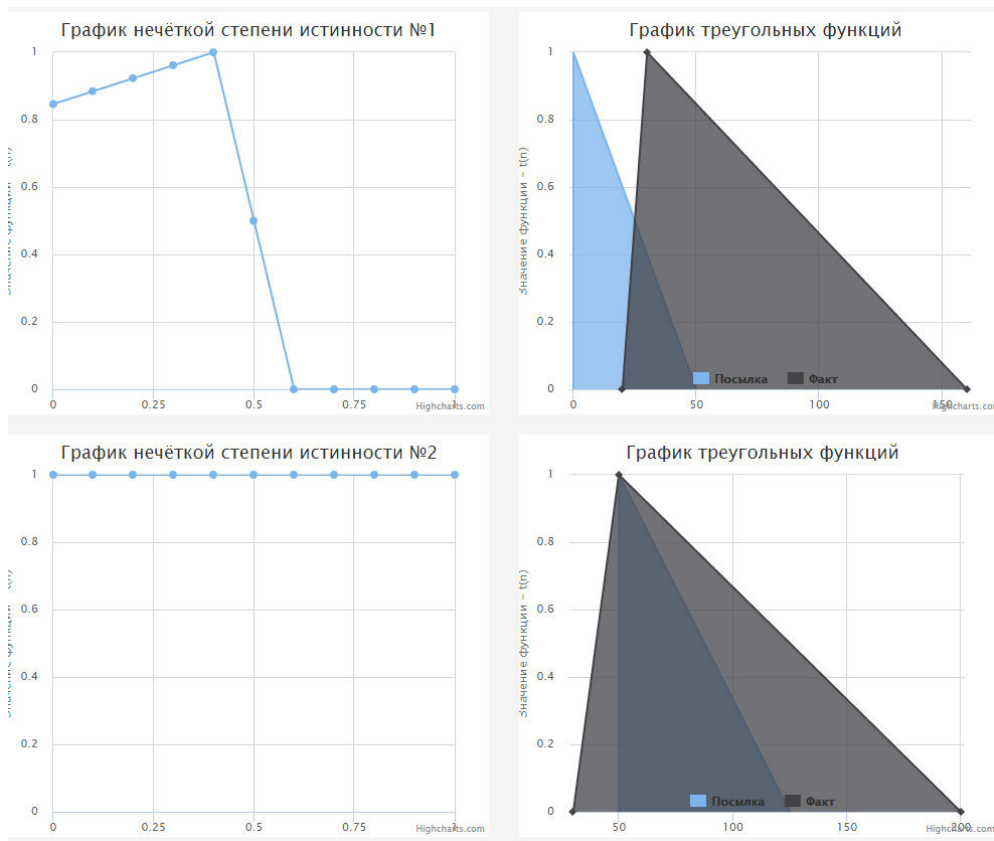 График нечёткой степени истинности №1
1
0.8
0.6
0.4
0.2
0
0 0.25 0.5 0.75 1
Highcharts.com
График треугольных функций
Значение функции – t(n)
1
0.8
0.6
0.4
0.2
0
Посылка Факт
0 50 100 150
Highcharts.com
График нечёткой степени истинности №2
1
0.8
0.6
0.4
0.2
0
0 0.25 0.5 0.75 1
Highcharts.com
График треугольных функций
Значение функции – t(n)
1
0.8
0.6
0.4
0.2
0
Посылка Факт
50 100 150 200
Highcharts.com